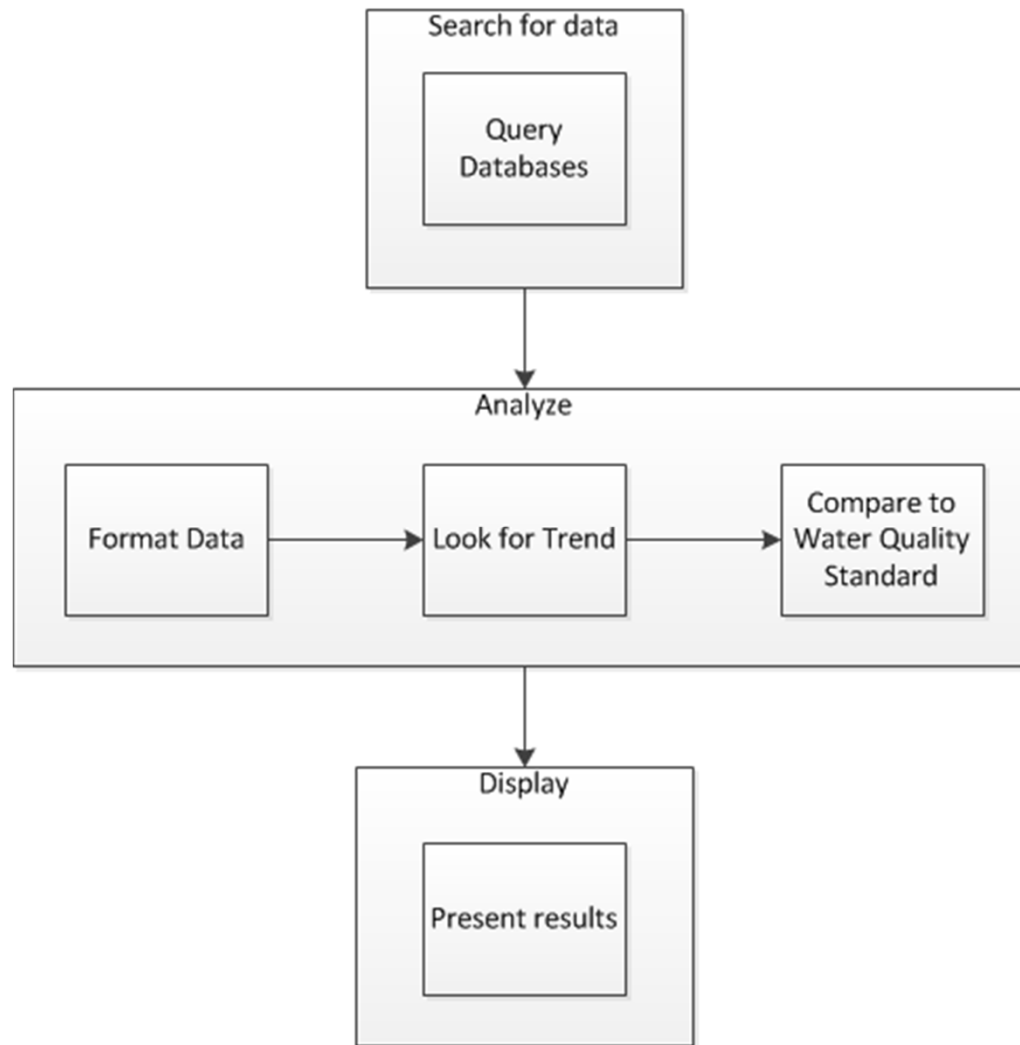 Search for data
Query
Databases
Analyze
Format Data
Look for Trend
Compare to
Water Quality
Standard
Display
Present results